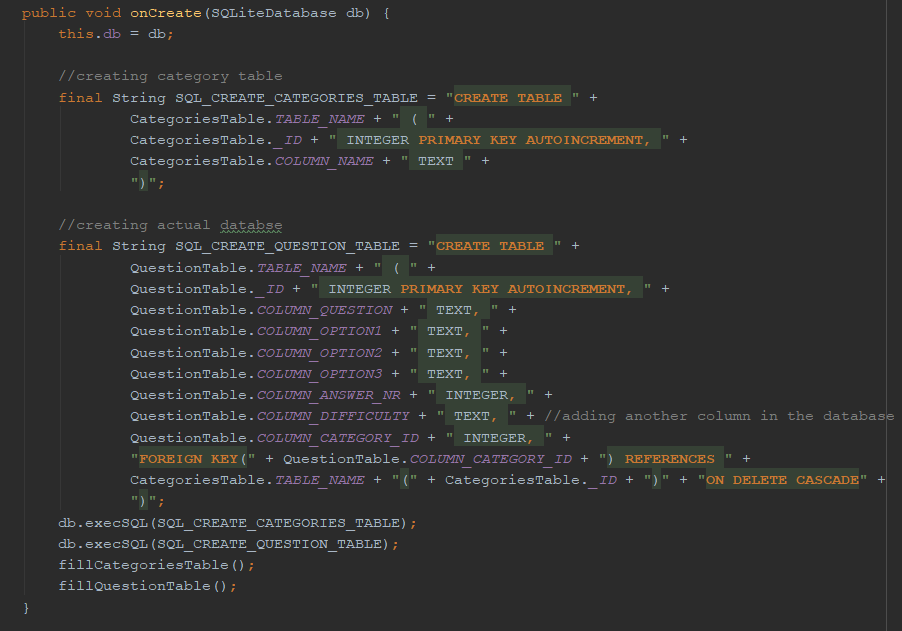 public void onCreate(SQLiteDatabase db) {
    this.db = db;

    //creating category table
    final String SQL_CREATE_CATEGORIES_TABLE = "CREATE TABLE " +
            CategoriesTable.TABLE_NAME + " ( " +
            CategoriesTable._ID + " INTEGER PRIMARY KEY AUTOINCREMENT, " +
            CategoriesTable.COLUMN_NAME + " TEXT " +
            ")";

    //creating actual databse
    final String SQL_CREATE_QUESTION_TABLE = "CREATE TABLE " +
            QuestionTable.TABLE_NAME + " ( " +
            QuestionTable._ID + " INTEGER PRIMARY KEY AUTOINCREMENT, " +
            QuestionTable.COLUMN_QUESTION + " TEXT, " +
            QuestionTable.COLUMN_OPTION1 + " TEXT, " +
            QuestionTable.COLUMN_OPTION2 + " TEXT, " +
            QuestionTable.COLUMN_OPTION3 + " TEXT, " +
            QuestionTable.COLUMN_ANSWER_NR + " INTEGER, " +
            QuestionTable.COLUMN_DIFFICULTY + " TEXT, " + //adding another column in the database
            QuestionTable.COLUMN_CATEGORY_ID + " INTEGER, " +
            "FOREIGN KEY(" + QuestionTable.COLUMN_CATEGORY_ID + ") REFERENCES " +
            CategoriesTable.TABLE_NAME + "(" + CategoriesTable._ID + ")" + "ON DELETE CASCADE" +
            ")";
    db.execSQL(SQL_CREATE_CATEGORIES_TABLE);
    db.execSQL(SQL_CREATE_QUESTION_TABLE);
    fillCategoriesTable();
    fillQuestionTable();
}